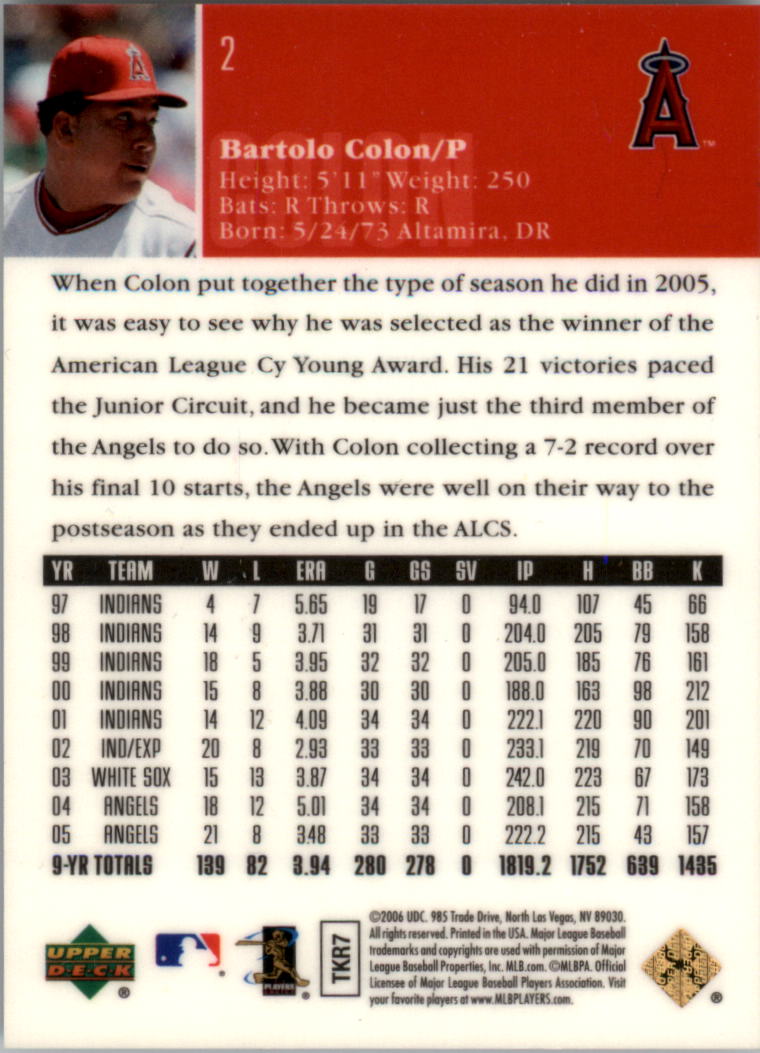 2
A
A
™
Bartolo Colon/P
Height: 5'11" Weight: 250
Bats: R Throws: R
Born: 5/24/73 Altamira, DR
COLON
When Colon put together the type of season he did in 2005,
it was easy to see why he was selected as the winner of the
American League Cy Young Award. His 21 victories paced
the Junior Circuit, and he became just the third member of
the Angels to do so. With Colon collecting a 7-2 record over
his final 10 starts, the Angels were well on their way to the
postseason as they ended up in the ALCS.
YR TEAM W L ERA G GS SV IP H BB K
97 INDIANS 4 7 5.65 19 17 0 94.0 107 45 66
98 INDIANS 14 9 3.71 31 31 0 204.0 205 79 158
99 INDIANS 18 5 3.95 32 32 0 205.0 185 76 161
00 INDIANS 15 8 3.88 30 30 0 188.0 163 98 212
01 INDIANS 14 12 4.09 34 34 0 222.1 220 90 201
02 IND/EXP 20 8 2.93 33 33 0 233.1 219 70 149
03 WHITE SOX 15 13 3.87 34 34 0 242.0 223 67 173
04 ANGELS 18 12 5.01 34 34 0 208.1 215 71 158
05 ANGELS 21 8 3.48 33 33 0 222.2 215 43 157
9-YR TOTALS 139 82 3.94 280 278 0 1819.2 1752 639 1435
UPPER
DECK
®
®
PLAYERS
®
TKR7
©2006 UDC. 985 Trade Drive, North Las Vegas, NV 89030.
All rights reserved. Printed in the USA. Major League Baseball
trademarks and copyrights are used with permission of Major
League Baseball Properties, Inc. MLB.com. ©MLBPA. Official
Licensee of Major League Baseball Players Association. Visit
your favorite players at www.MLBPLAYERS.com.
®